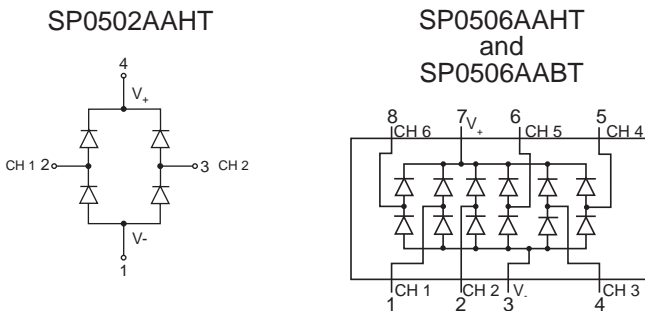 SP0502AAHT
4
V+
CH 1 2
3 CH 2
V-
1
SP0506AAHT
and
SP0506AABT
8 7 6 5
CH 6 V+ CH 5 CH 4
CH 1 CH 2 V- CH 3
1 2 3 4